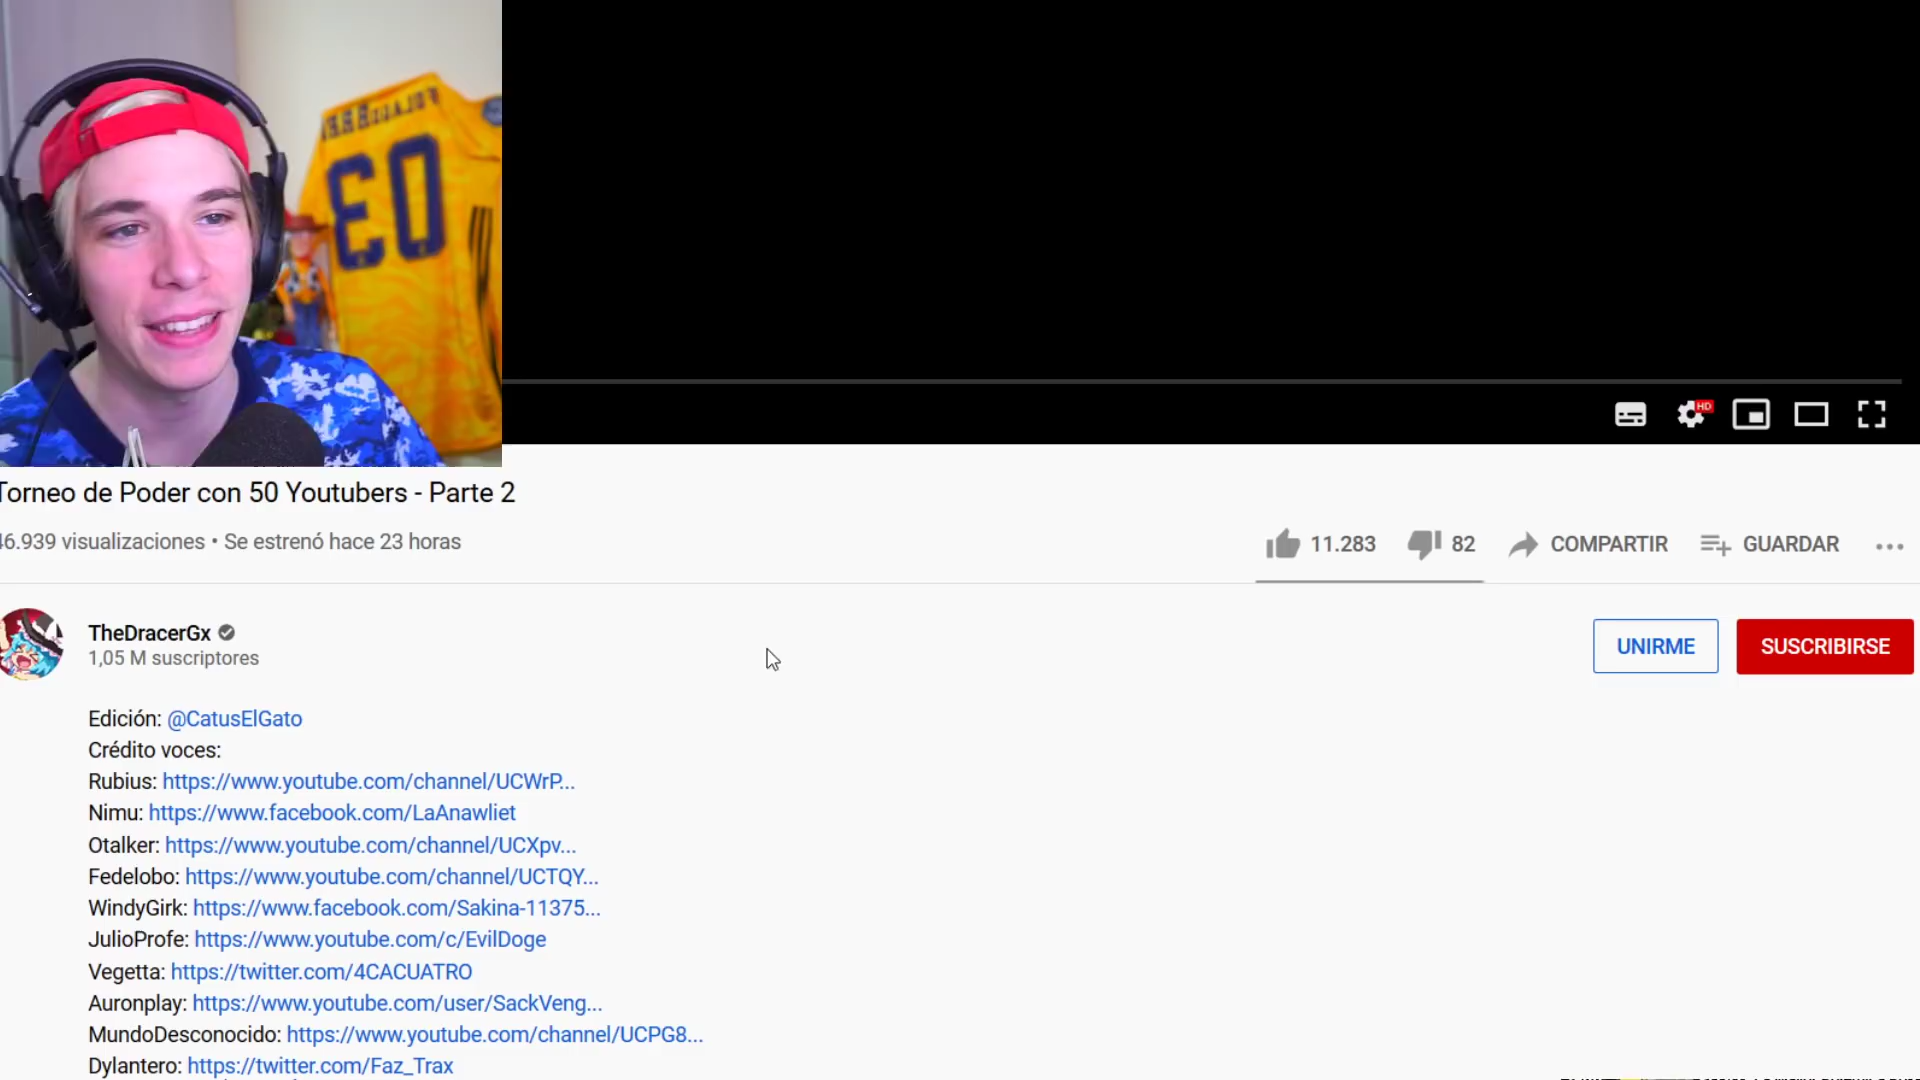 03
HD
Torneo de Poder con 50 Youtubers - Parte 2
46.939 visualizaciones • Se estrenó hace 23 horas
11.283
82
COMPARTIR
GUARDAR
TheDracerGx
1,05 M suscriptores
UNIRME
SUSCRIBIRSE
Edición: @CatusElGato
Crédito voces:
Rubius: https://www.youtube.com/channel/UCWrP...
Nimu: https://www.facebook.com/LaAnawliet
Otalker: https://www.youtube.com/channel/UCXpv...
Fedelobo: https://www.youtube.com/channel/UCTQY...
WindyGirk: https://www.facebook.com/Sakina-11375...
JulioProfe: https://www.youtube.com/c/EvilDoge
Vegetta: https://twitter.com/4CACUATRO
Auronplay: https://www.youtube.com/user/SackVeng...
MundoDesconocido: https://www.youtube.com/channel/UCPG8...
Dylantero: https://twitter.com/Faz_Trax